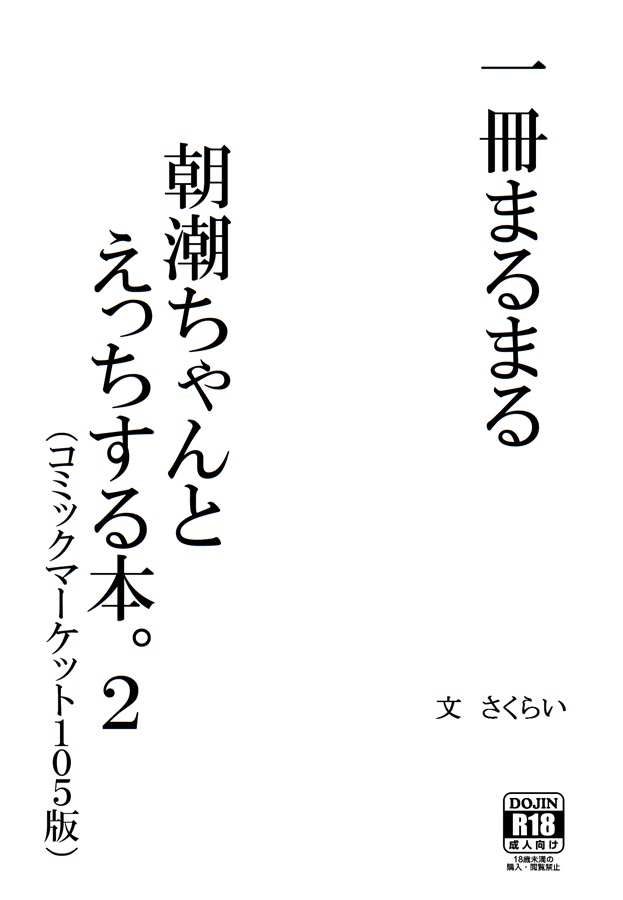 一冊まるまる
朝潮ちゃんと
えっちする本。2
（コミックマーケット105版）
文 さくらい
DOJIN
R18
成人向け
18歳未満の
購入・閲覧禁止